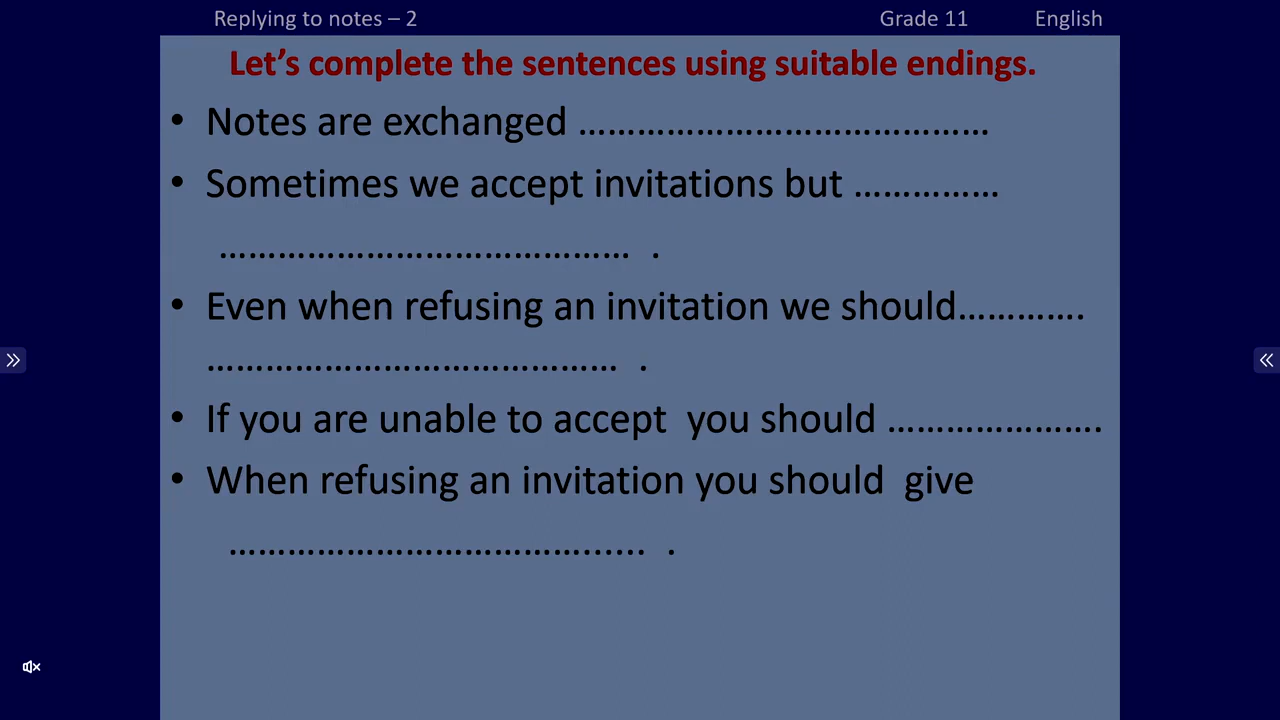 Replying to notes – 2 Grade 11 English
Let’s complete the sentences using suitable endings.
• Notes are exchanged ……………………………………
• Sometimes we accept invitations but ……………
…………………………………… .
• Even when refusing an invitation we should………….
…………………………………… .
• If you are unable to accept you should ………………….
• When refusing an invitation you should give
………………………………....... .